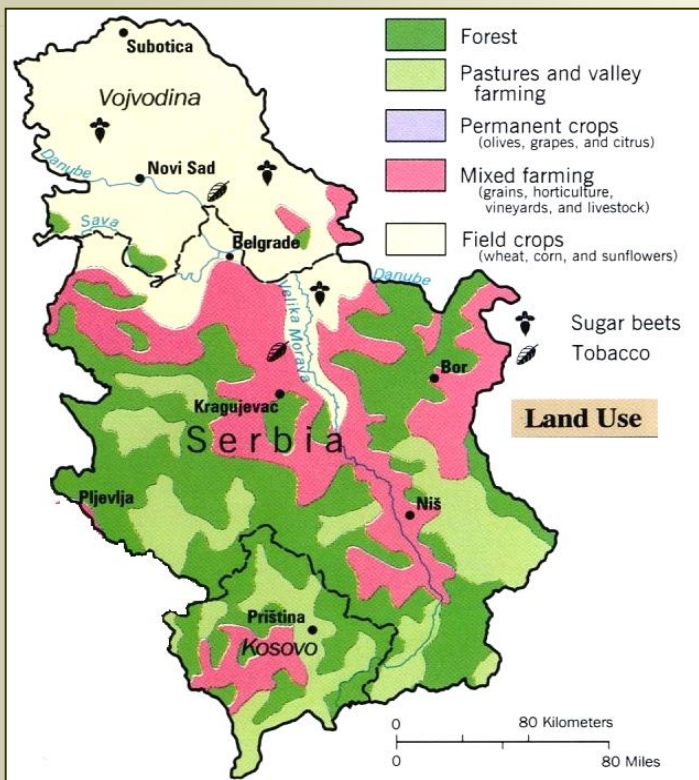 Subotica
Vojvodina
Danube
Novi Sad
Sava
Belgrade
Danube
Velika Morava
Bor
Kragujevac
Serbia
Pljevlja
Niš
Priština
Kosovo
Forest
Pastures and valley
farming
Permanent crops
(olives, grapes, and citrus)
Mixed farming
(grains, horticulture,
vineyards, and livestock)
Field crops
(wheat, corn, and sunflowers)
Sugar beets
Tobacco
Land Use
0 80 Kilometers
0 80 Miles